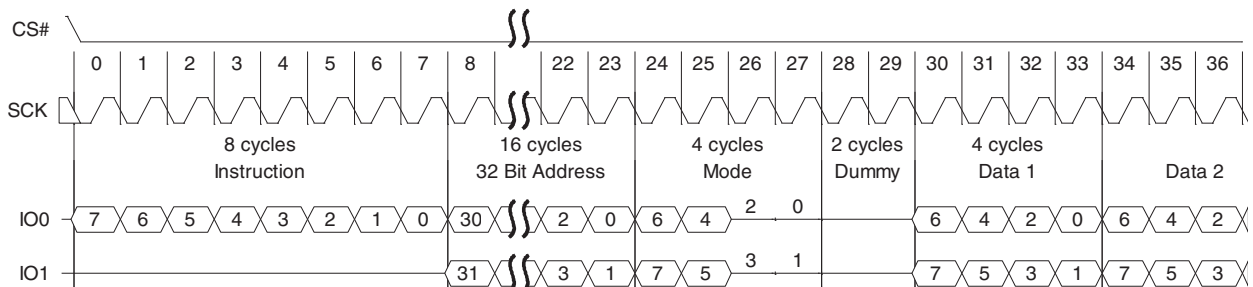 CS#
0 1 2 3 4 5 6 7 8 22 23 24 25 26 27 28 29 30 31 32 33 34 35 36
SCK
8 cycles 16 cycles 4 cycles 2 cycles 4 cycles
Instruction 32 Bit Address Mode Dummy Data 1 Data 2
IO0 7 6 5 4 3 2 1 0 30 2 0 6 4 2 0 6 4 2 0 6 4 2
IO1 31 3 1 7 5 3 1 7 5 3 1 7 5 3